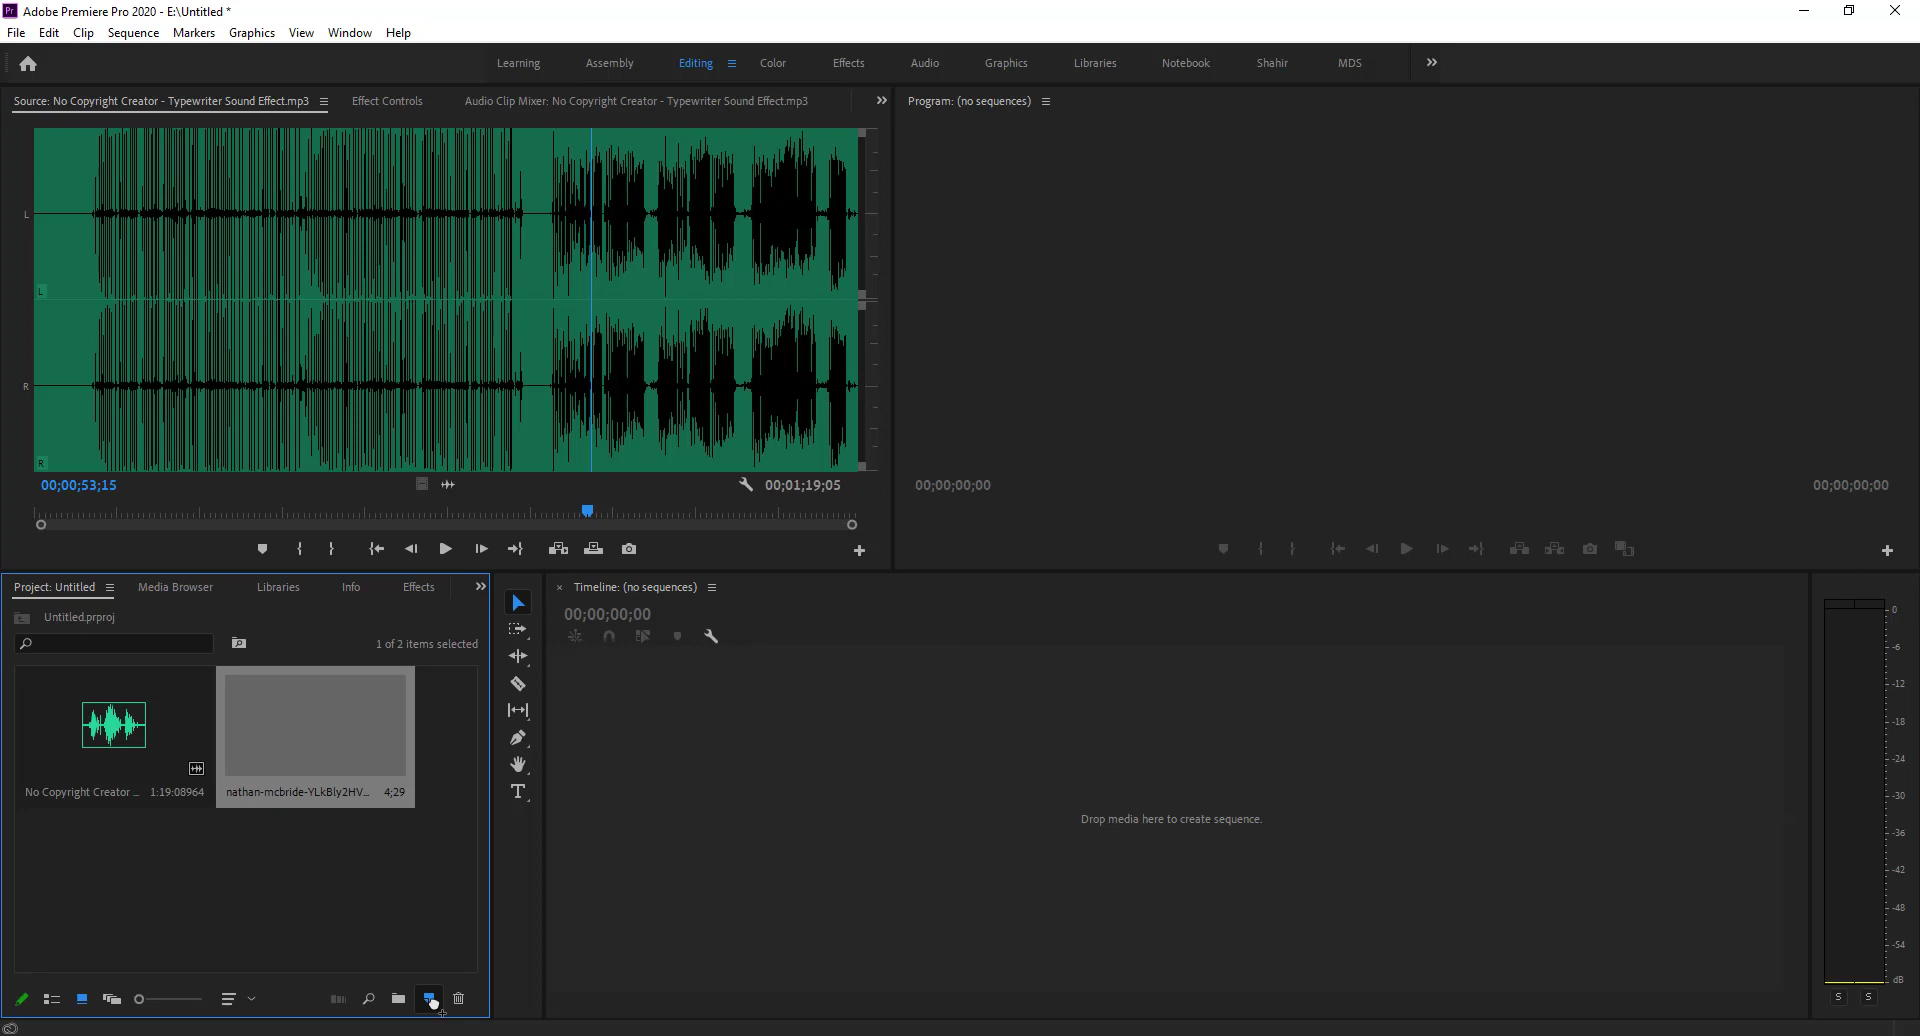 Pr Adobe Premiere Pro 2020 - E:\Untitled *
File Edit Clip Sequence Markers Graphics View Window Help
Learning Assembly Editing Color Effects Audio Graphics Libraries Notebook Shahir MDS
Source: No Copyright Creator - Typewriter Sound Effect.mp3 Effect Controls Audio Clip Mixer: No Copyright Creator - Typewriter Sound Effect.mp3 Program: (no sequences)
L
L
R
R
00;00;53;15 00;01;19;05 00;00;00;00 00;00;00;00
Project: Untitled Media Browser Libraries Info Effects × Timeline: (no sequences)
00;00;00;00
Untitled.prproj
1 of 2 items selected
No Copyright Creator ... 1:19:08964 nathan-mcbride-YLkBly2HV... 4;29
Drop media here to create sequence.
0
-6
-12
-18
-24
-30
-36
-42
-48
-54
dB
S S